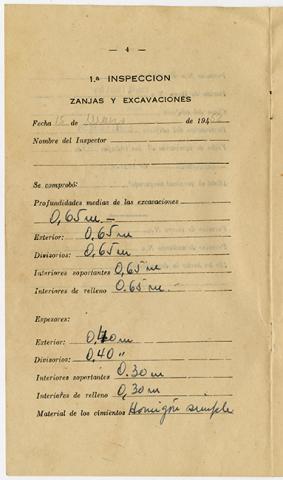 — 4 —
1.ª INSPECCION
ZANJAS Y EXCAVACIONES
Fecha 15 de de 194
Nombre del Inspector
Se comprobó:
Profundidades medias de las excavaciones
0,65 m —
Exterior: 0,65 m
Divisorios: 0,65 m
Interiores soportantes 0,65 m
Interiores de relleno 0,65 m —
Espesores:
Exterior: 0,40 m
Divisorios: 0,40 "
Interiores soportantes 0,30 m
Interiores de relleno 0,30 m
Material de los cimientos Hormigón simple